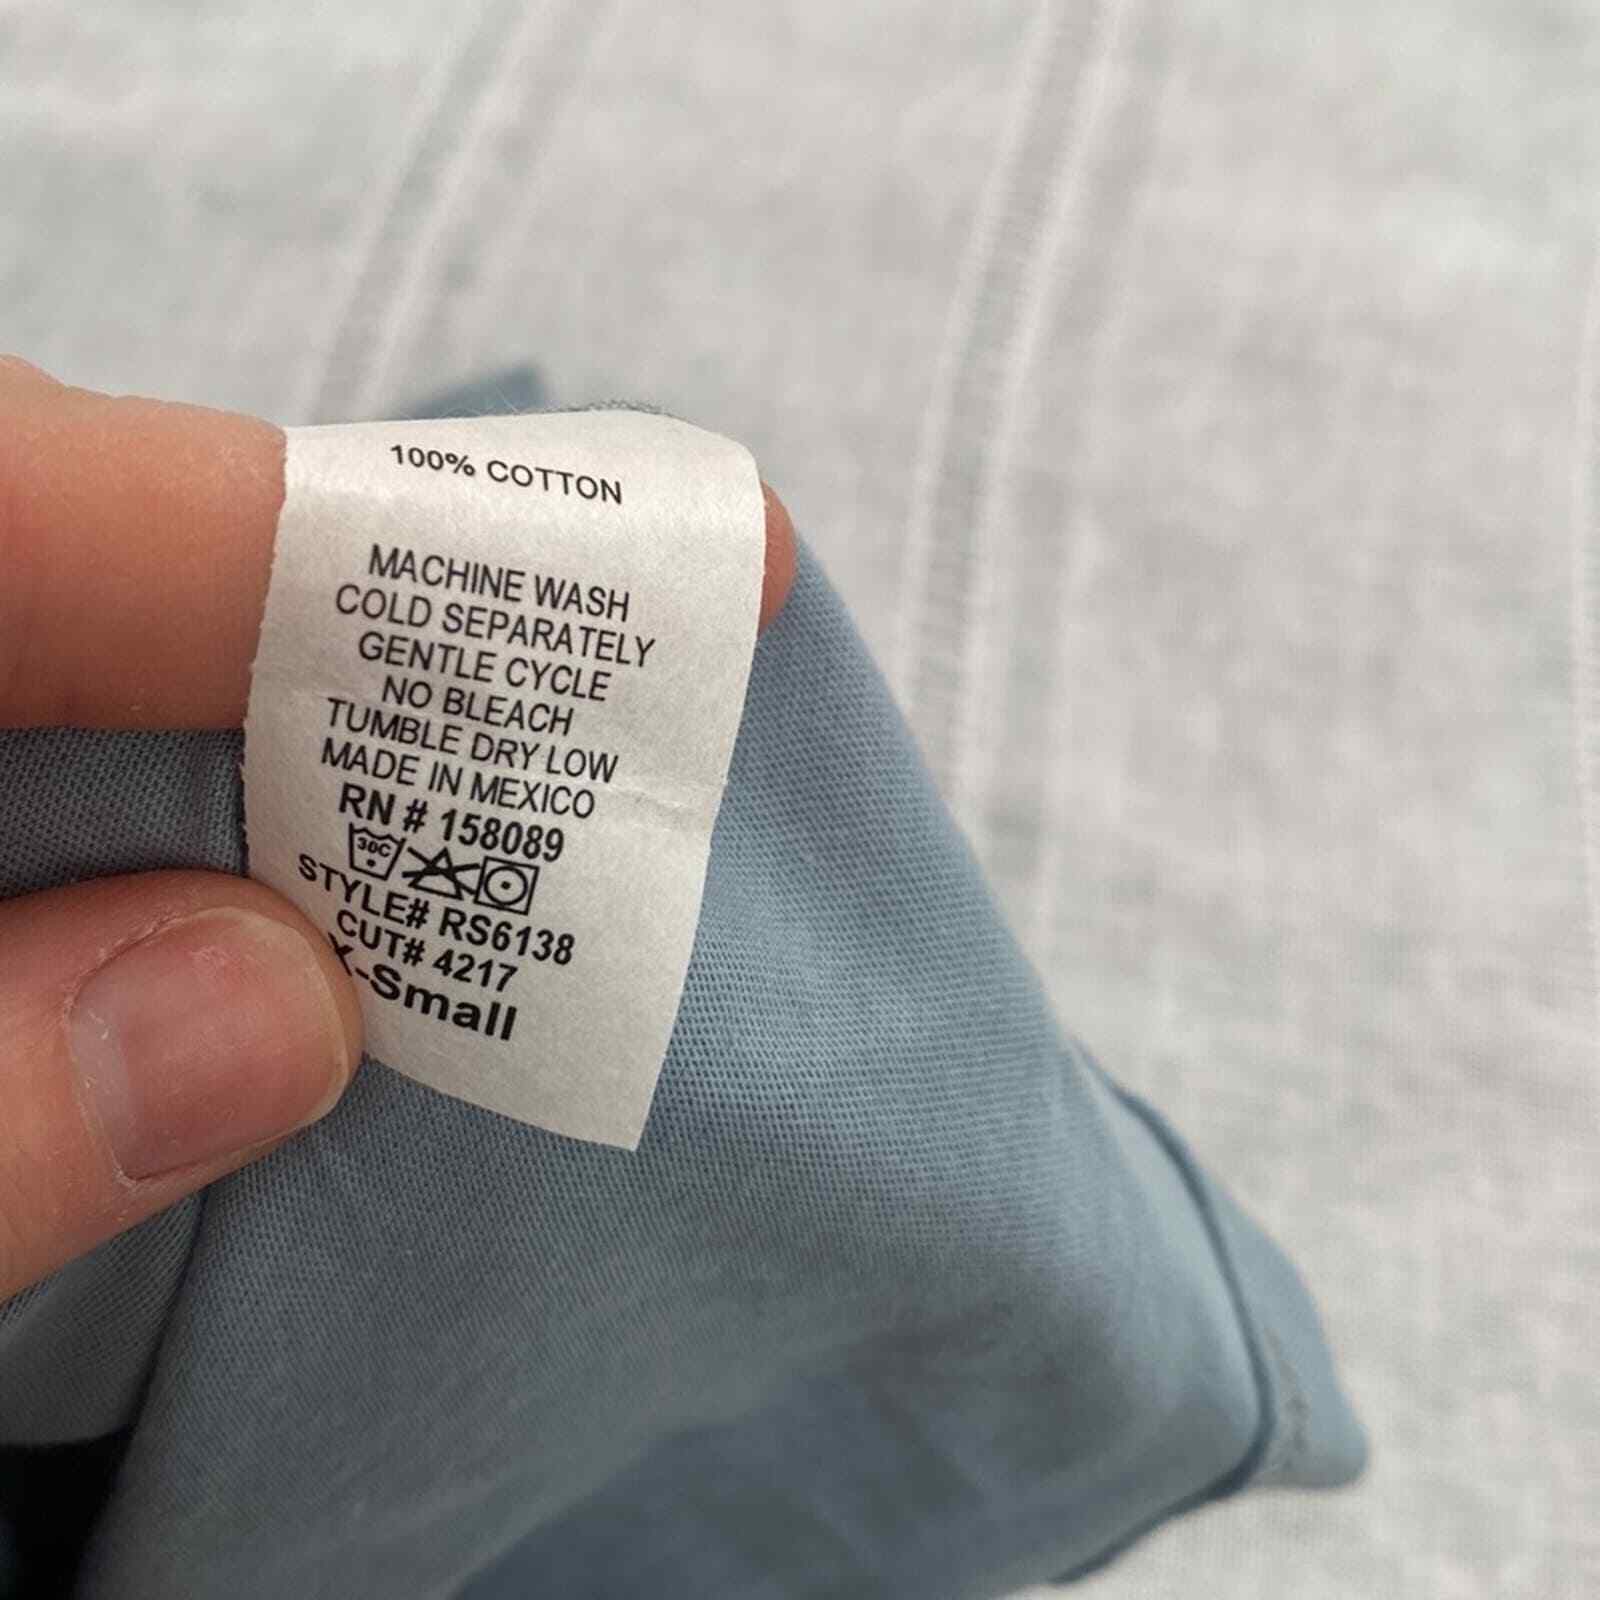 100% COTTON
MACHINE WASH
COLD SEPARATELY
GENTLE CYCLE
NO BLEACH
TUMBLE DRY LOW
MADE IN MEXICO
RN # 158089
30C
STYLE# RS6138
CUT# 4217
X-Small